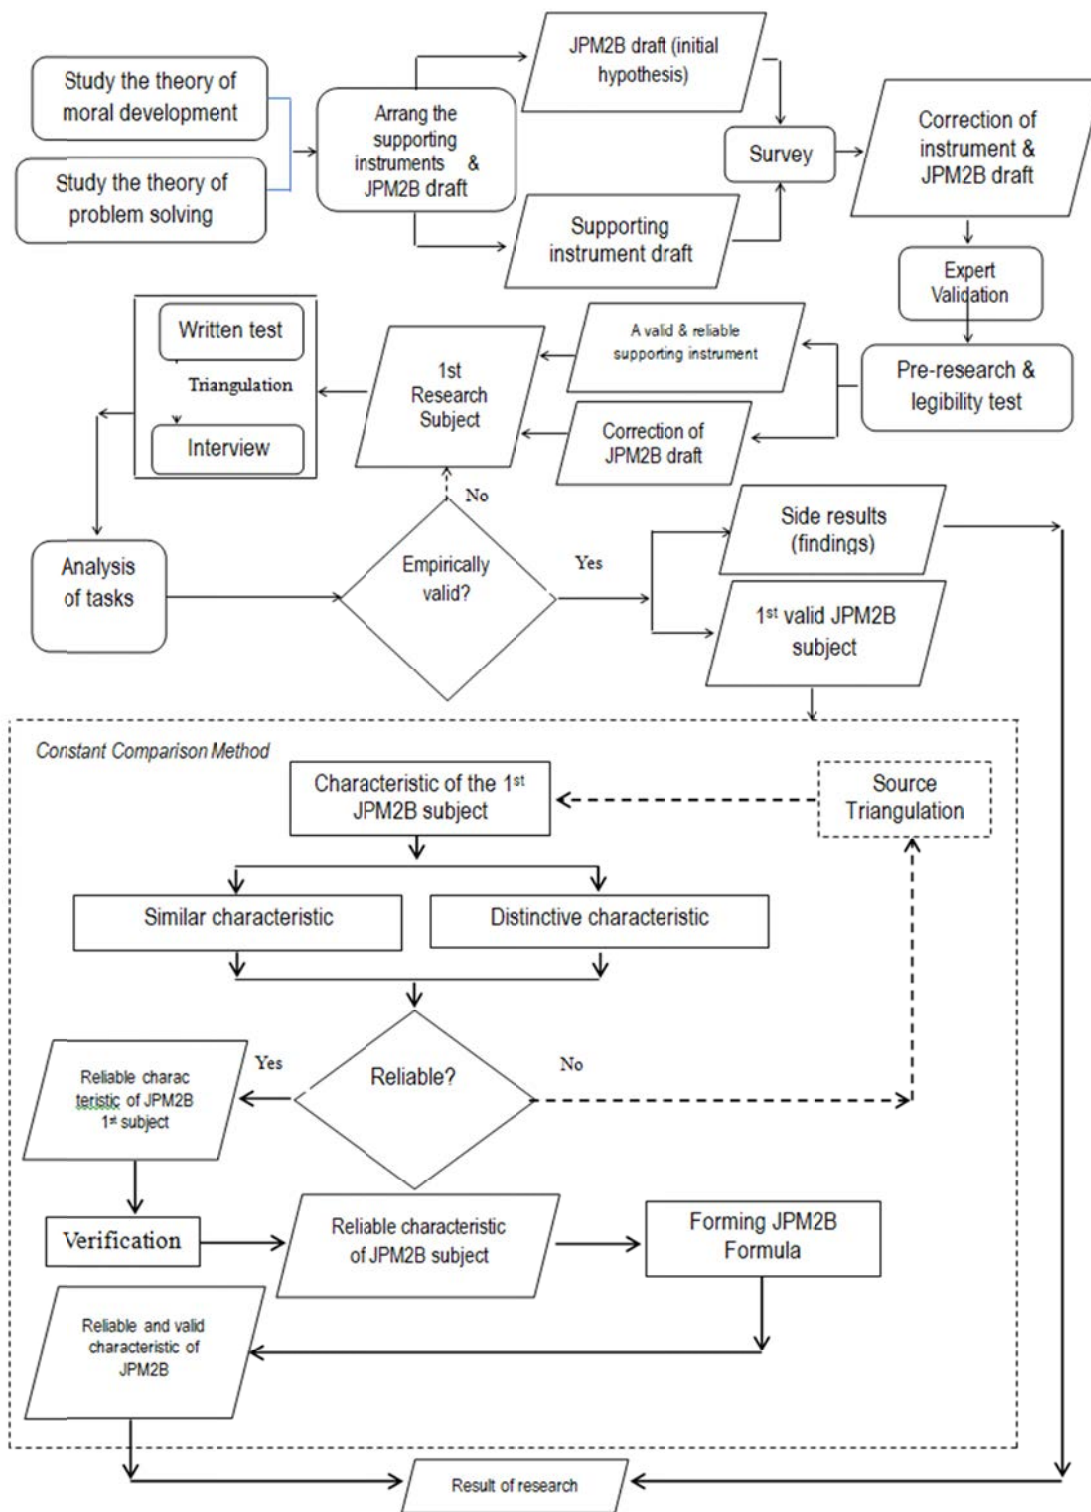 Study the theory of
moral development
Study the theory of
problem solving
Arrang the
supporting
instruments &
JPM2B draft
JPM2B draft (initial
hypothesis)
Supporting
instrument draft
Survey
Correction of
instrument &
JPM2B draft
Expert
Validation
Pre-research &
legibility test
A valid & reliable
supporting instrument
Correction of
JPM2B draft
1st
Research
Subject
Written test
Triangulation
Interview
Analysis
of tasks
No
Empirically
valid?
Yes
Side results
(findings)
1st valid JPM2B
subject
Constant Comparison Method
Characteristic of the 1st
JPM2B subject
Source
Triangulation
Similar characteristic
Distinctive characteristic
Reliable?
Yes
No
Reliable charac
teristic of JPM2B
1st subject
Verification
Reliable characteristic
of JPM2B subject
Forming JPM2B
Formula
Reliable and valid
characteristic of
JPM2B
Result of research